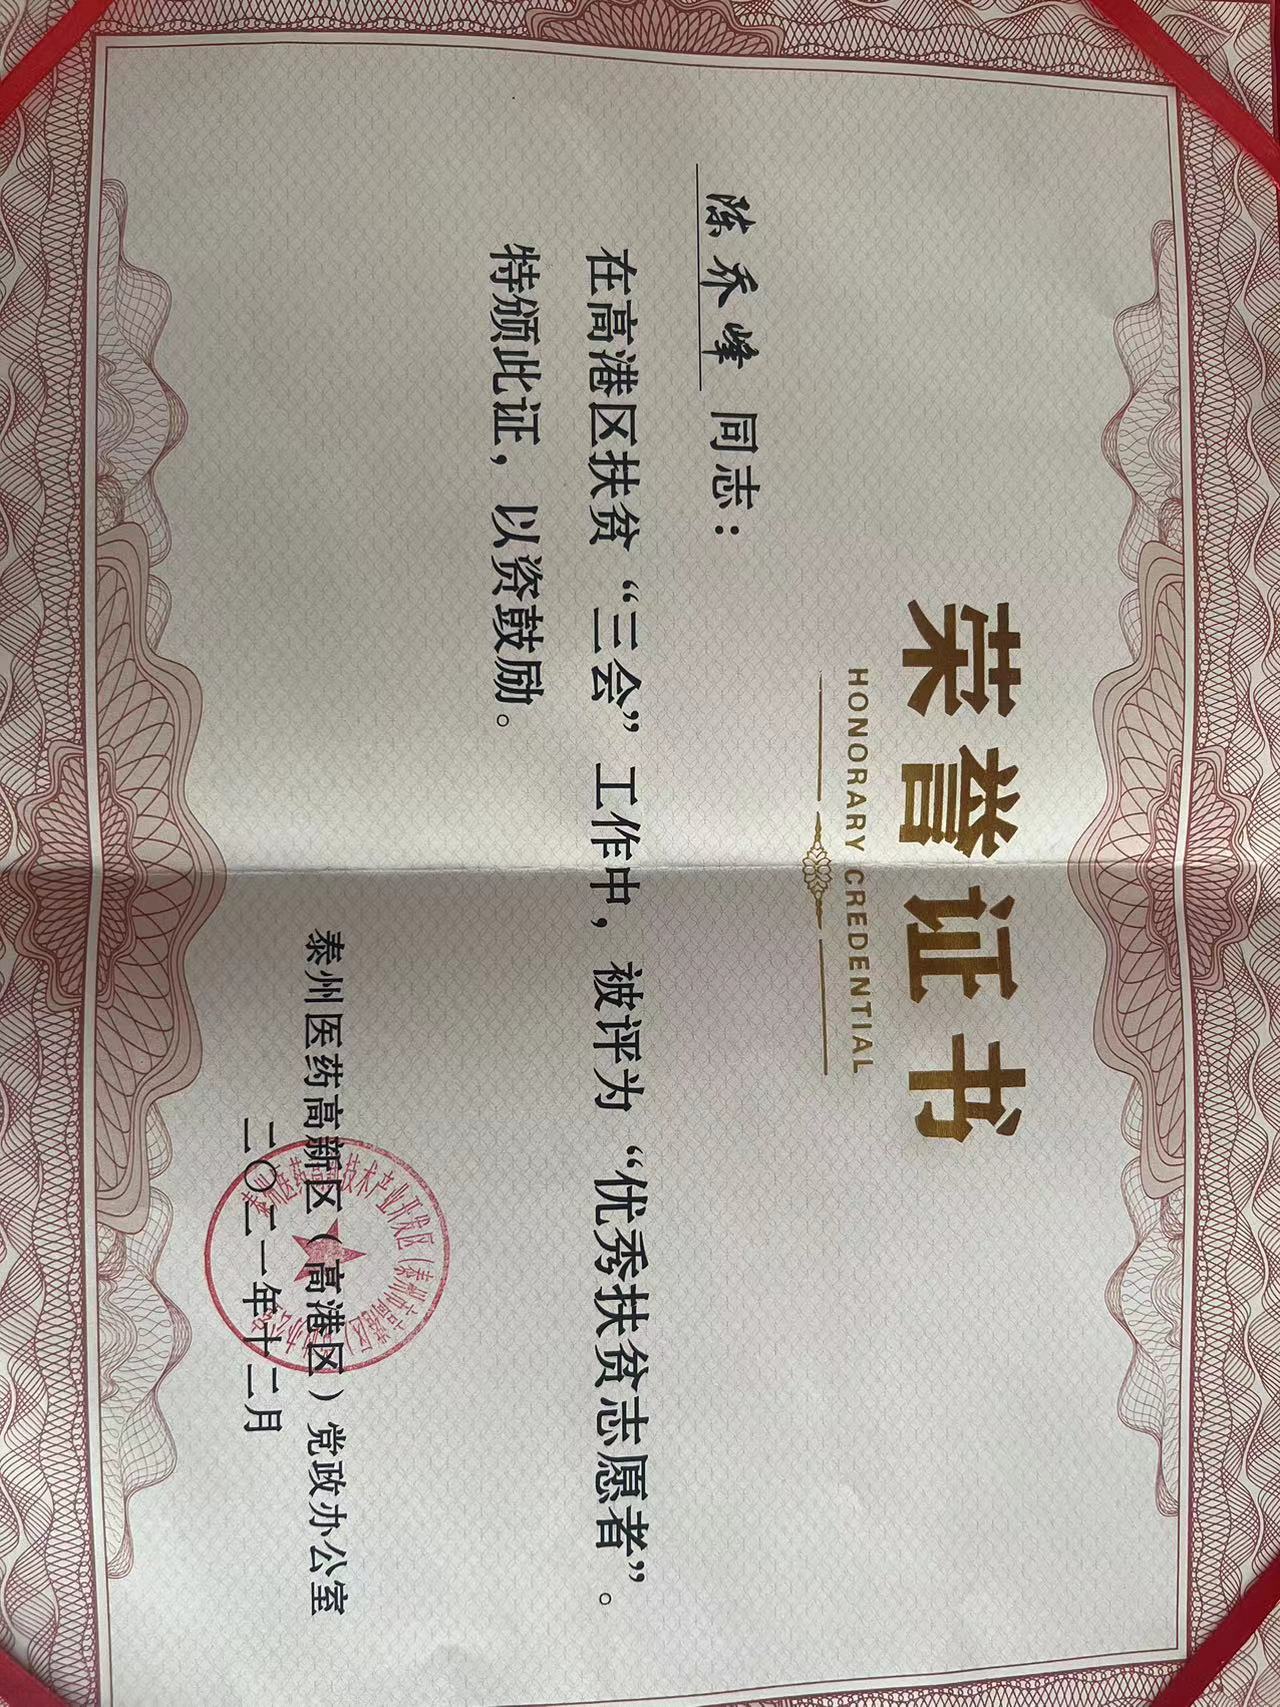 荣誉证书
HONORARY CREDENTIAL
陈乔峰 同志：
在高港区扶贫“三会”工作中，被评为“优秀扶贫志愿者”。
特颁此证，以资鼓励。
泰州医药高新区（高港区）党政办公室
二〇二一年十二月